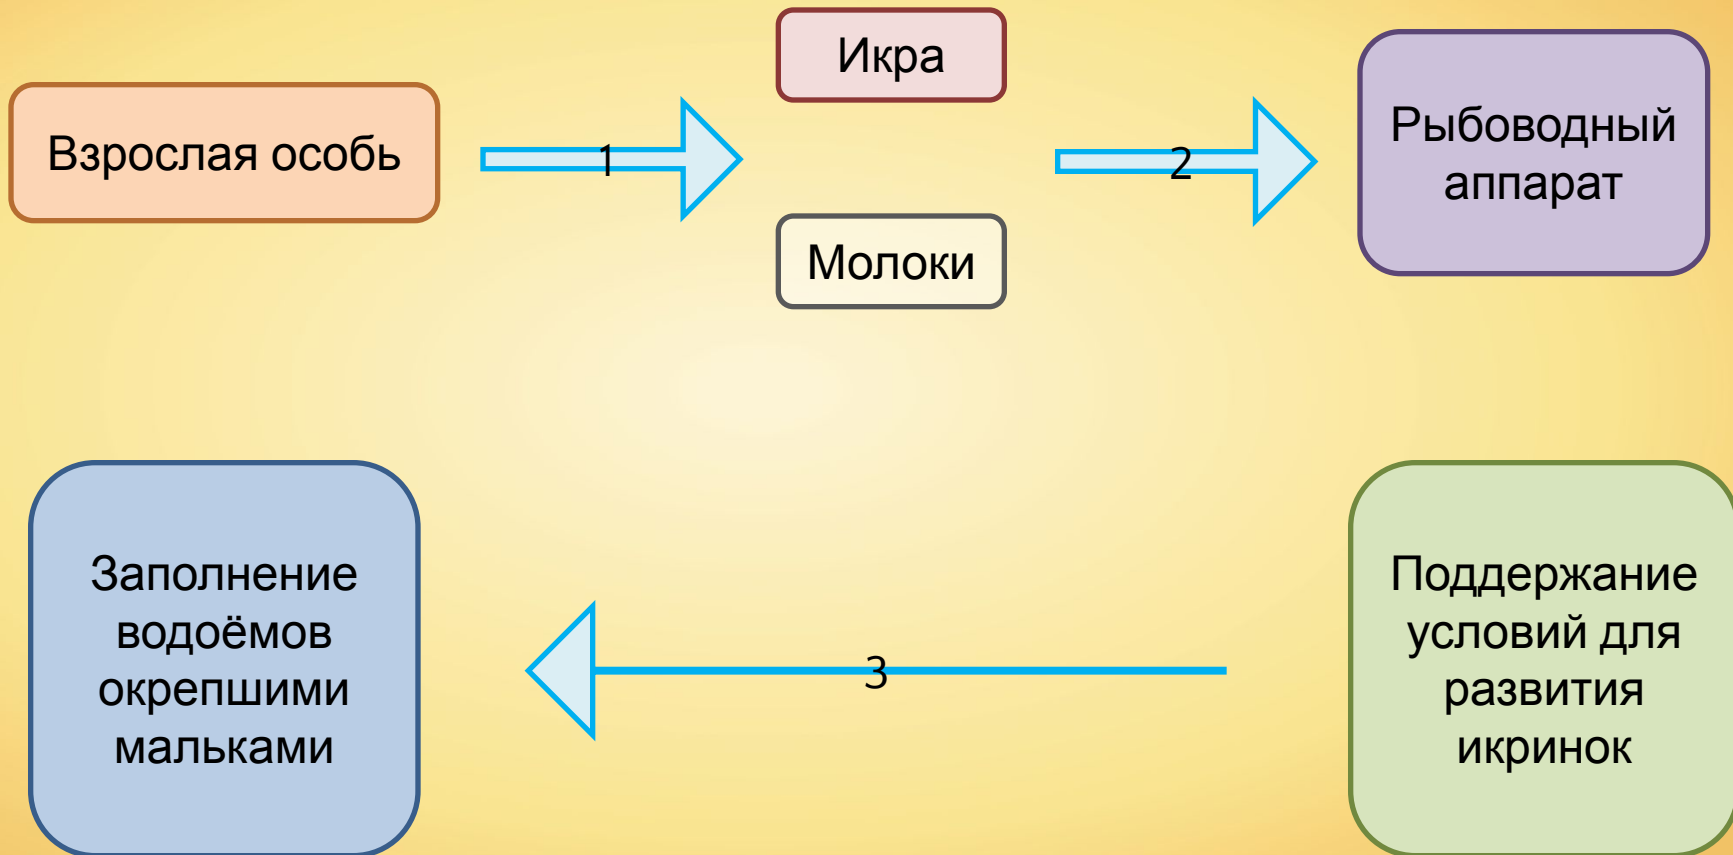 Икра
Взрослая особь
1
2
Рыбоводный
аппарат
Молоки
Заполнение
водоёмов
окрепшими
мальками
3
Поддержание
условий для
развития
икринок